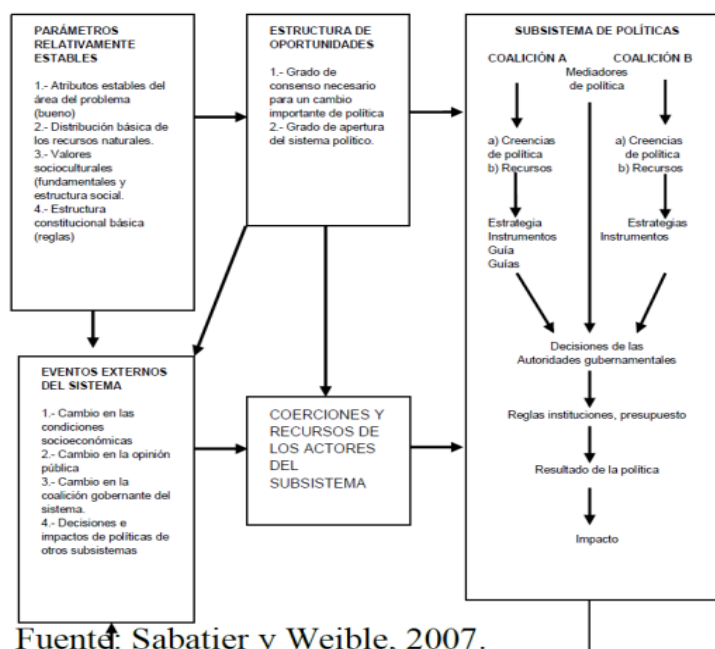 PARÁMETROS
RELATIVAMENTE
ESTABLES
1.- Atributos estables del
área del problema
(bueno)
2.- Distribución básica de
los recursos naturales.
3.- Valores
socioculturales
(fundamentales y
estructura social.
4.- Estructura
constitucional básica
(reglas)
ESTRUCTURA DE
OPORTUNIDADES
1.- Grado de
consenso necesario
para un cambio
importante de política
2.- Grado de apertura
del sistema político.
SUBSISTEMA DE POLÍTICAS
COALICIÓN A COALICIÓN B
Mediadores
de política
a) Creencias
de política
b) Recursos
a) Creencias
de política
b) Recursos
Estrategia
Instrumentos
Guía
Guías
Estrategias
Instrumentos
Decisiones de las
Autoridades gubernamentales
Reglas instituciones, presupuesto
Resultado de la política
Impacto
EVENTOS EXTERNOS
DEL SISTEMA
1.- Cambio en las
condiciones
socioeconómicas
2.- Cambio en la opinión
pública
3.- Cambio en la
coalición gobernante del
sistema.
4.- Decisiones e
impactos de políticas de
otros subsistemas
COERCIONES Y
RECURSOS DE
LOS ACTORES
DEL
SUBSISTEMA
Fuente: Sabatier y Weible, 2007.